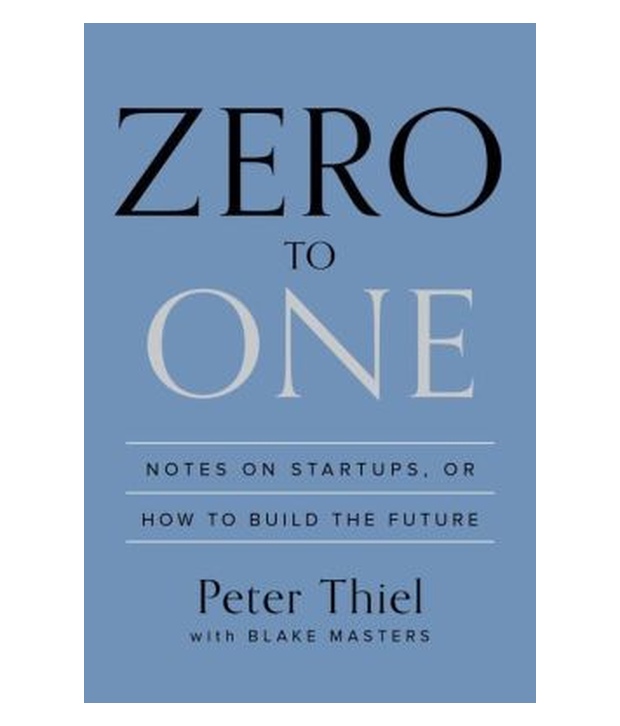 ZERO
TO
ONE
NOTES ON STARTUPS, OR
HOW TO BUILD THE FUTURE
Peter Thiel
with BLAKE MASTERS